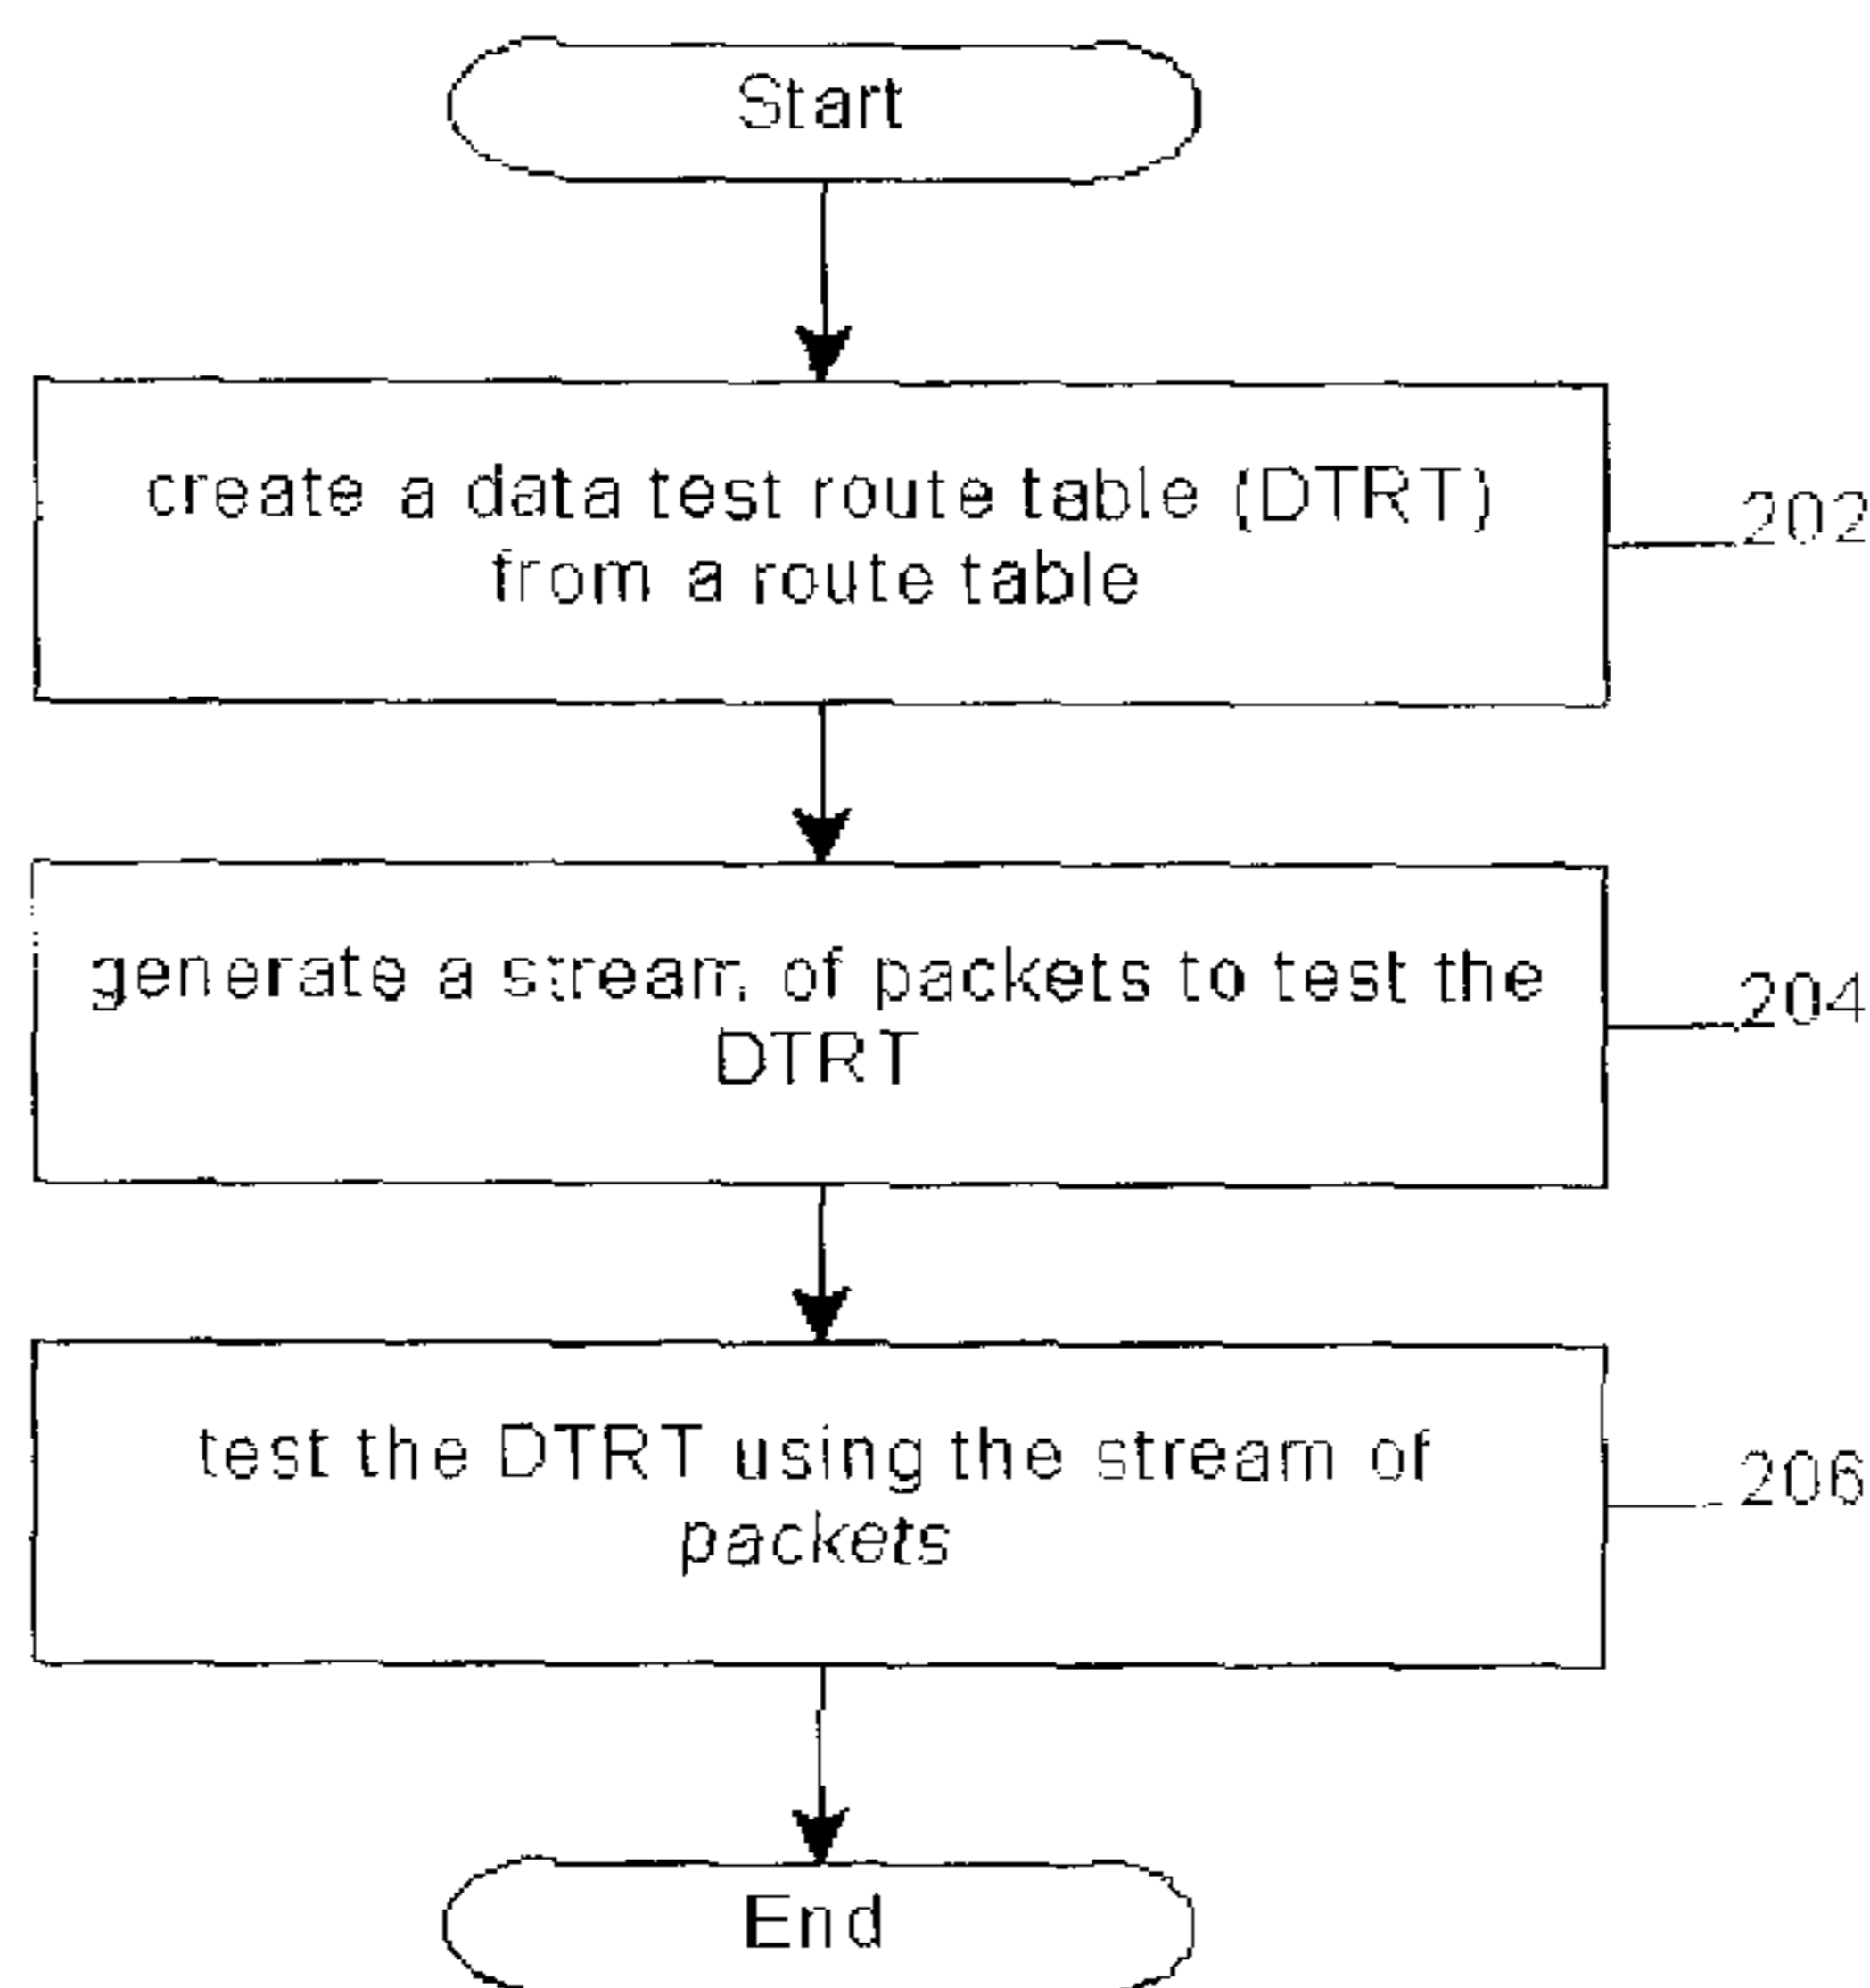 Start
create a data test route table (DTRT)
from a route table
202
generate a stream of packets to test the
DTRT
204
test the DTRT using the stream of
packets
206
End